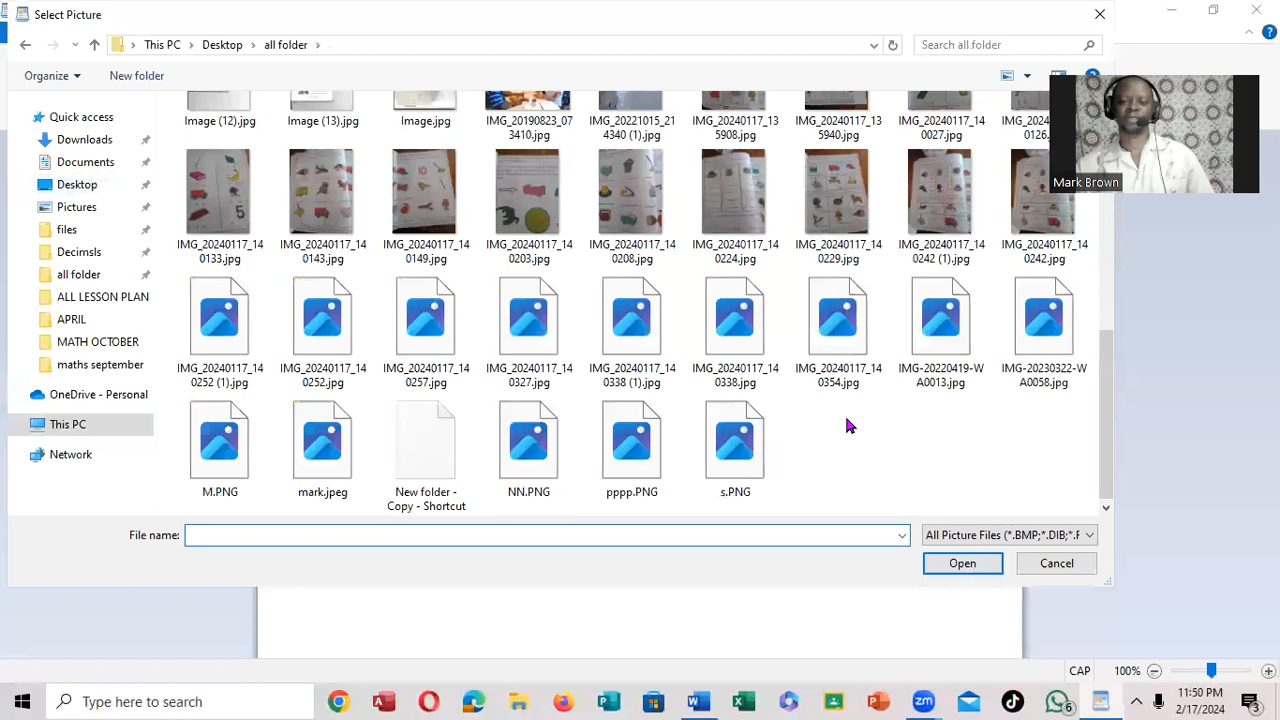 Select Picture
This PC
Desktop
all folder
Search all folder
Organize
New folder
Quick access
Downloads
Documents
Desktop
Pictures
files
Decimsls
all folder
ALL LESSON PLAN
APRIL
MATH OCTOBER
maths september
OneDrive - Personal
This PC
Network
Image (12).jpg
Image (13).jpg
Image.jpg
IMG_20190823_073410.jpg
IMG_20221015_214340 (1).jpg
IMG_20240117_135908.jpg
IMG_20240117_135940.jpg
IMG_20240117_140027.jpg
Mark Brown
IMG_20240117_140133.jpg
IMG_20240117_140143.jpg
IMG_20240117_140149.jpg
IMG_20240117_140203.jpg
IMG_20240117_140208.jpg
IMG_20240117_140224.jpg
IMG_20240117_140229.jpg
IMG_20240117_140242 (1).jpg
IMG_20240117_140242.jpg
IMG_20240117_140252 (1).jpg
IMG_20240117_140252.jpg
IMG_20240117_140257.jpg
IMG_20240117_140327.jpg
IMG_20240117_140338 (1).jpg
IMG_20240117_140338.jpg
IMG_20240117_140354.jpg
IMG-20220419-WA0013.jpg
IMG-20230322-WA0058.jpg
M.PNG
mark.jpeg
New folder - Copy - Shortcut
NN.PNG
pppp.PNG
s.PNG
File name:
All Picture Files (*.BMP;*.DIB;*.F
Open
Cancel
CAP
100%
Type here to search
6
11:50 PM
2/17/2024
3